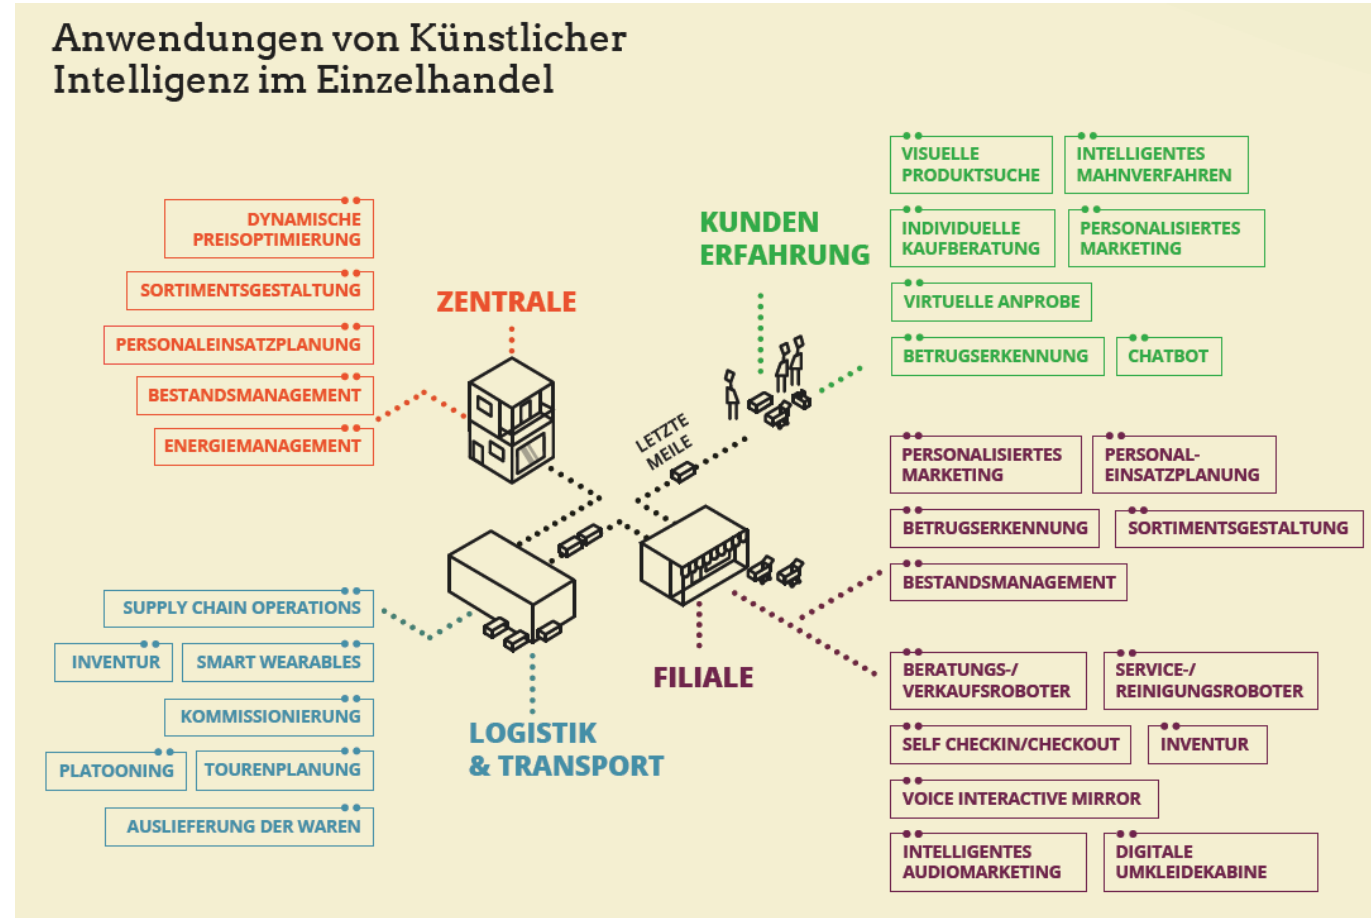 Anwendungen von Künstlicher
Intelligenz im Einzelhandel
ZENTRALE
DYNAMISCHE
PREISOPTIMIERUNG
SORTIMENTSGESTALTUNG
PERSONALEINSATZPLANUNG
BESTANDSMANAGEMENT
ENERGIEMANAGEMENT
KUNDEN
ERFAHRUNG
VISUELLE
PRODUKTSUCHE
INTELLIGENTES
MAHNVERFAHREN
INDIVIDUELLE
KAUFBERATUNG
PERSONALISIERTES
MARKETING
VIRTUELLE ANPROBE
BETRUGSERKENNUNG
CHATBOT
LETZTE
MEILE
LOGISTIK
& TRANSPORT
SUPPLY CHAIN OPERATIONS
INVENTUR
SMART WEARABLES
KOMMISSIONIERUNG
PLATOONING
TOURENPLANUNG
AUSLIEFERUNG DER WAREN
FILIALE
PERSONALISIERTES
MARKETING
PERSONAL-
EINSATZPLANUNG
BETRUGSERKENNUNG
SORTIMENTSGESTALTUNG
BESTANDSMANAGEMENT
BERATUNGS-/
VERKAUFSROBOTER
SERVICE-/
REINIGUNGSROBOTER
SELF CHECKIN/CHECKOUT
INVENTUR
VOICE INTERACTIVE MIRROR
INTELLIGENTES
AUDIOMARKETING
DIGITALE
UMKLEIDEKABINE